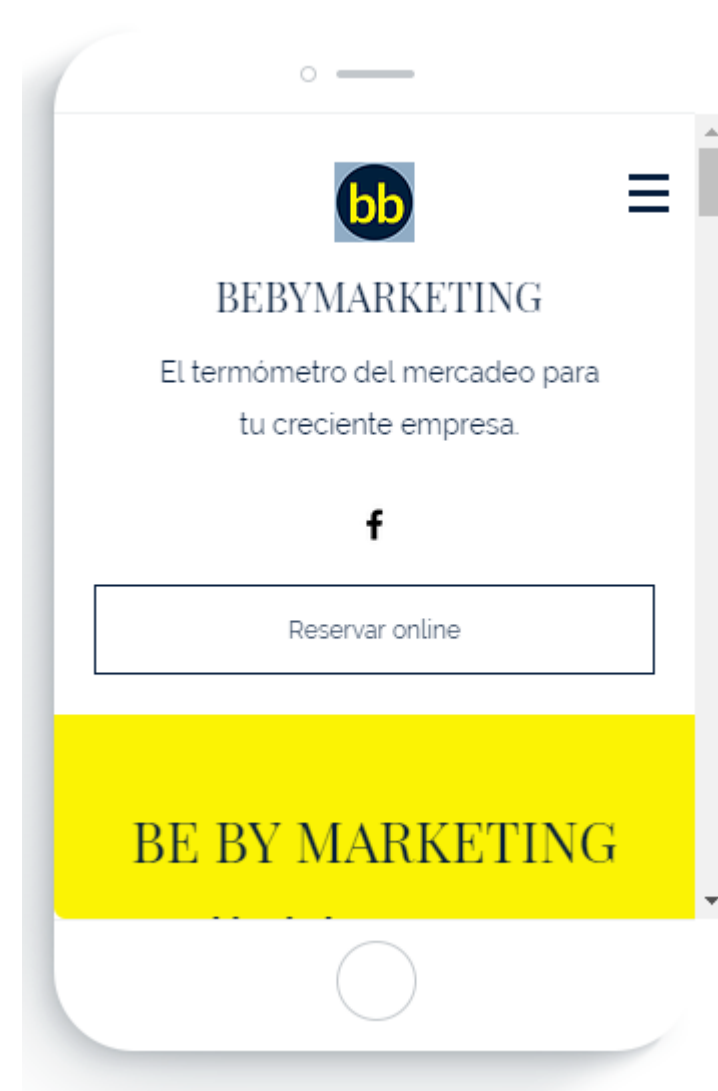 bb
BEBYMARKETING
El termómetro del mercadeo para
tu creciente empresa.
f
Reservar online
BE BY MARKETING